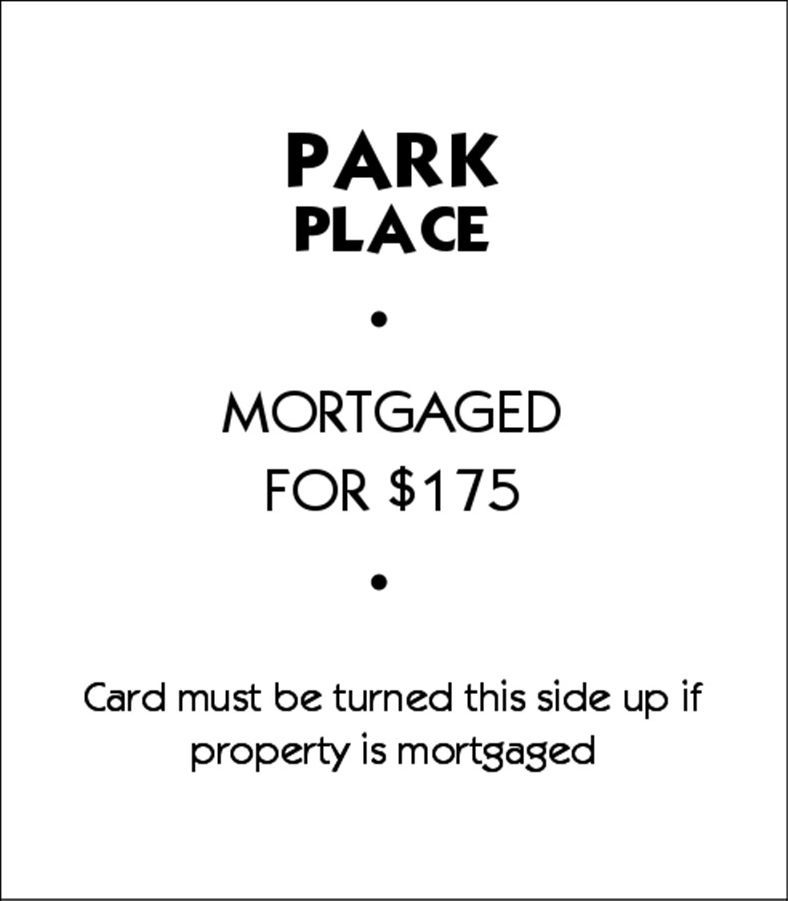 PARK
PLACE
•
MORTGAGED
FOR $175
•
Card must be turned this side up if
property is mortgaged